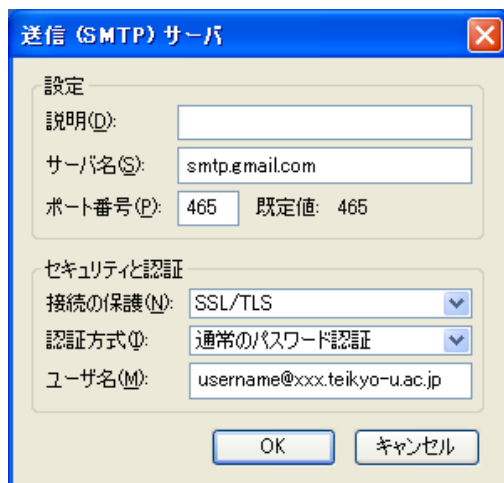 送信 (SMTP) サーバ
設定
説明(D):
サーバ名(S): smtp.gmail.com
ポート番号(P): 465 既定値: 465
セキュリティと認証
接続の保護(N): SSL/TLS
認証方式(I): 通常のパスワード認証
ユーザ名(M): username@xxx.teikyo-u.ac.jp
OK キャンセル